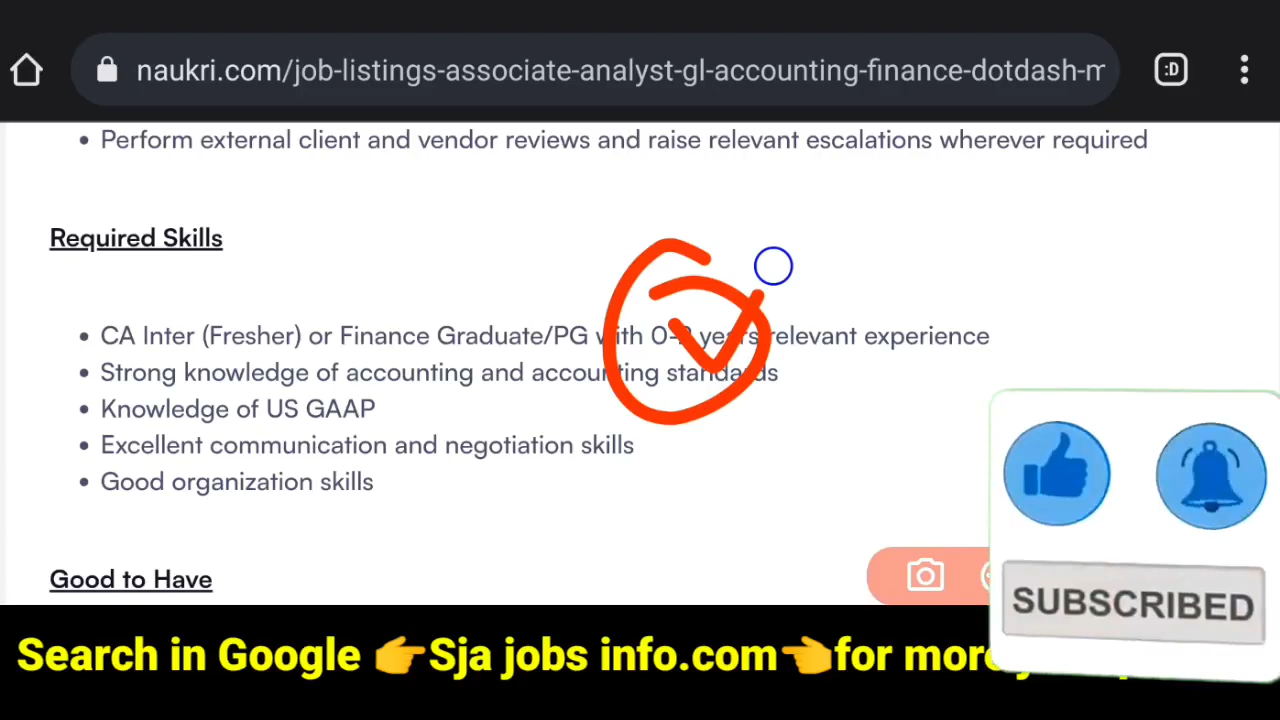 :D
naukri.com/job-listings-associate-analyst-gl-accounting-finance-dotdash-m
• Perform external client and vendor reviews and raise relevant escalations wherever required
Required Skills
• CA Inter (Fresher) or Finance Graduate/PG with 0-2 years relevant experience
• Strong knowledge of accounting and accounting standards
• Knowledge of US GAAP
• Excellent communication and negotiation skills
• Good organization skills
Good to Have
SUBSCRIBED
Search in Google 👉Sja jobs info.com👈for more